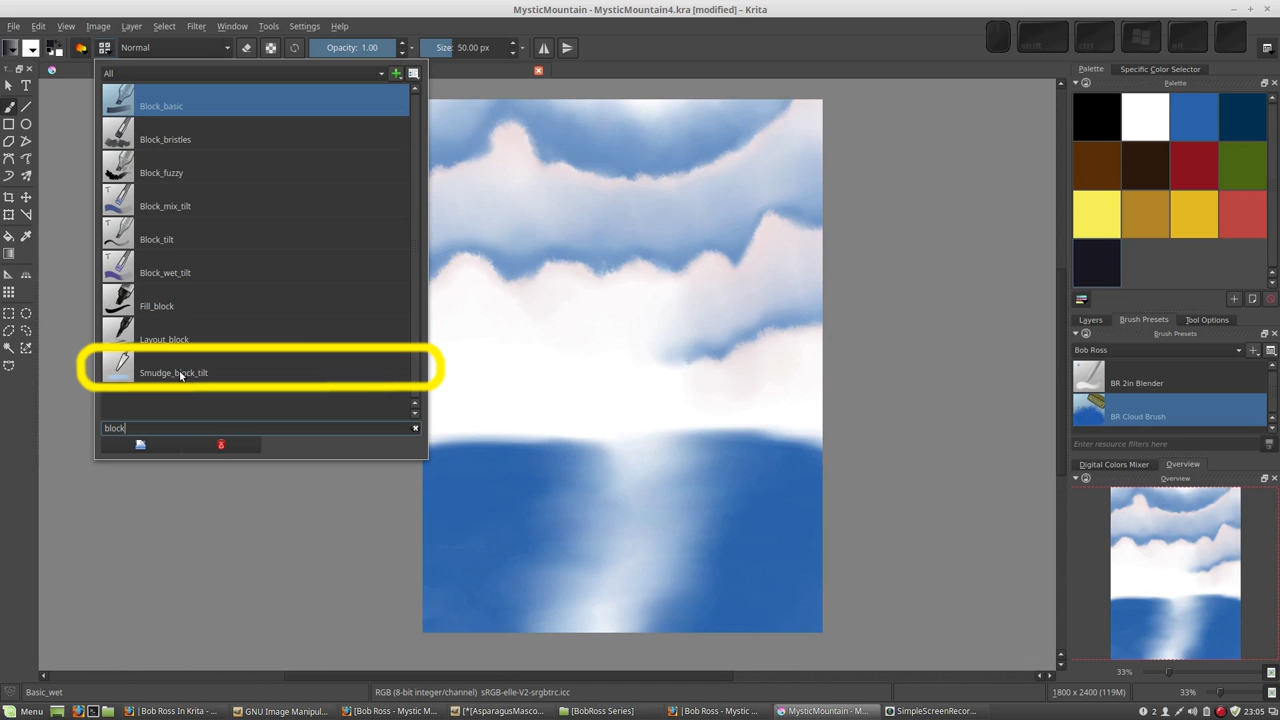 MysticMountain - MysticMountain4.kra [modified] – Krita
File Edit View Image Layer Select Filter Window Tools Settings Help
Normal Opacity: 1.00 Size: 50.00 px
shift ctrl alt
T...
All
Block_basic
Block_bristles
Block_fuzzy
Block_mix_tilt
Block_tilt
Block_wet_tilt
Fill_block
Layout_block
Smudge_block_tilt
block
Palette Specific Color Selector
Palette
Layers Brush Presets Tool Options
Brush Presets
Bob Ross
BR 2in Blender
BR Cloud Brush
Enter resource filters here
Digital Colors Mixer Overview
Overview
33%
Basic_wet RGB (8-bit integer/channel) sRGB-elle-V2-srgbtrc.icc 1800 x 2400 (119M) 33%
Menu [Bob Ross In Krita - ... GNU Image Manipul... [Bob Ross - Mystic M... [*[AsparagusMasco... [BobRoss Series] [Bob Ross - Mystic ... MysticMountain - M... SimpleScreenRecor... 2 23:05